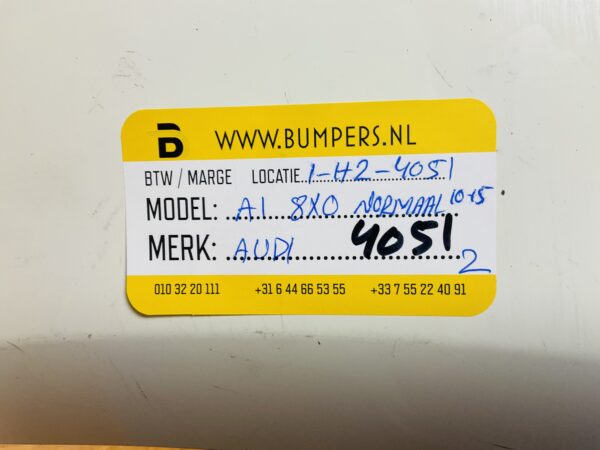 WWW.BUMPERS.NL
BTW / MARGE LOCATIE. 1-H2-4051
MODEL: A1 8X0 NORMAAL 10-15
MERK: AUDI 4051 2
010 32 20 111 +31 6 44 66 53 55 +33 7 55 22 40 91